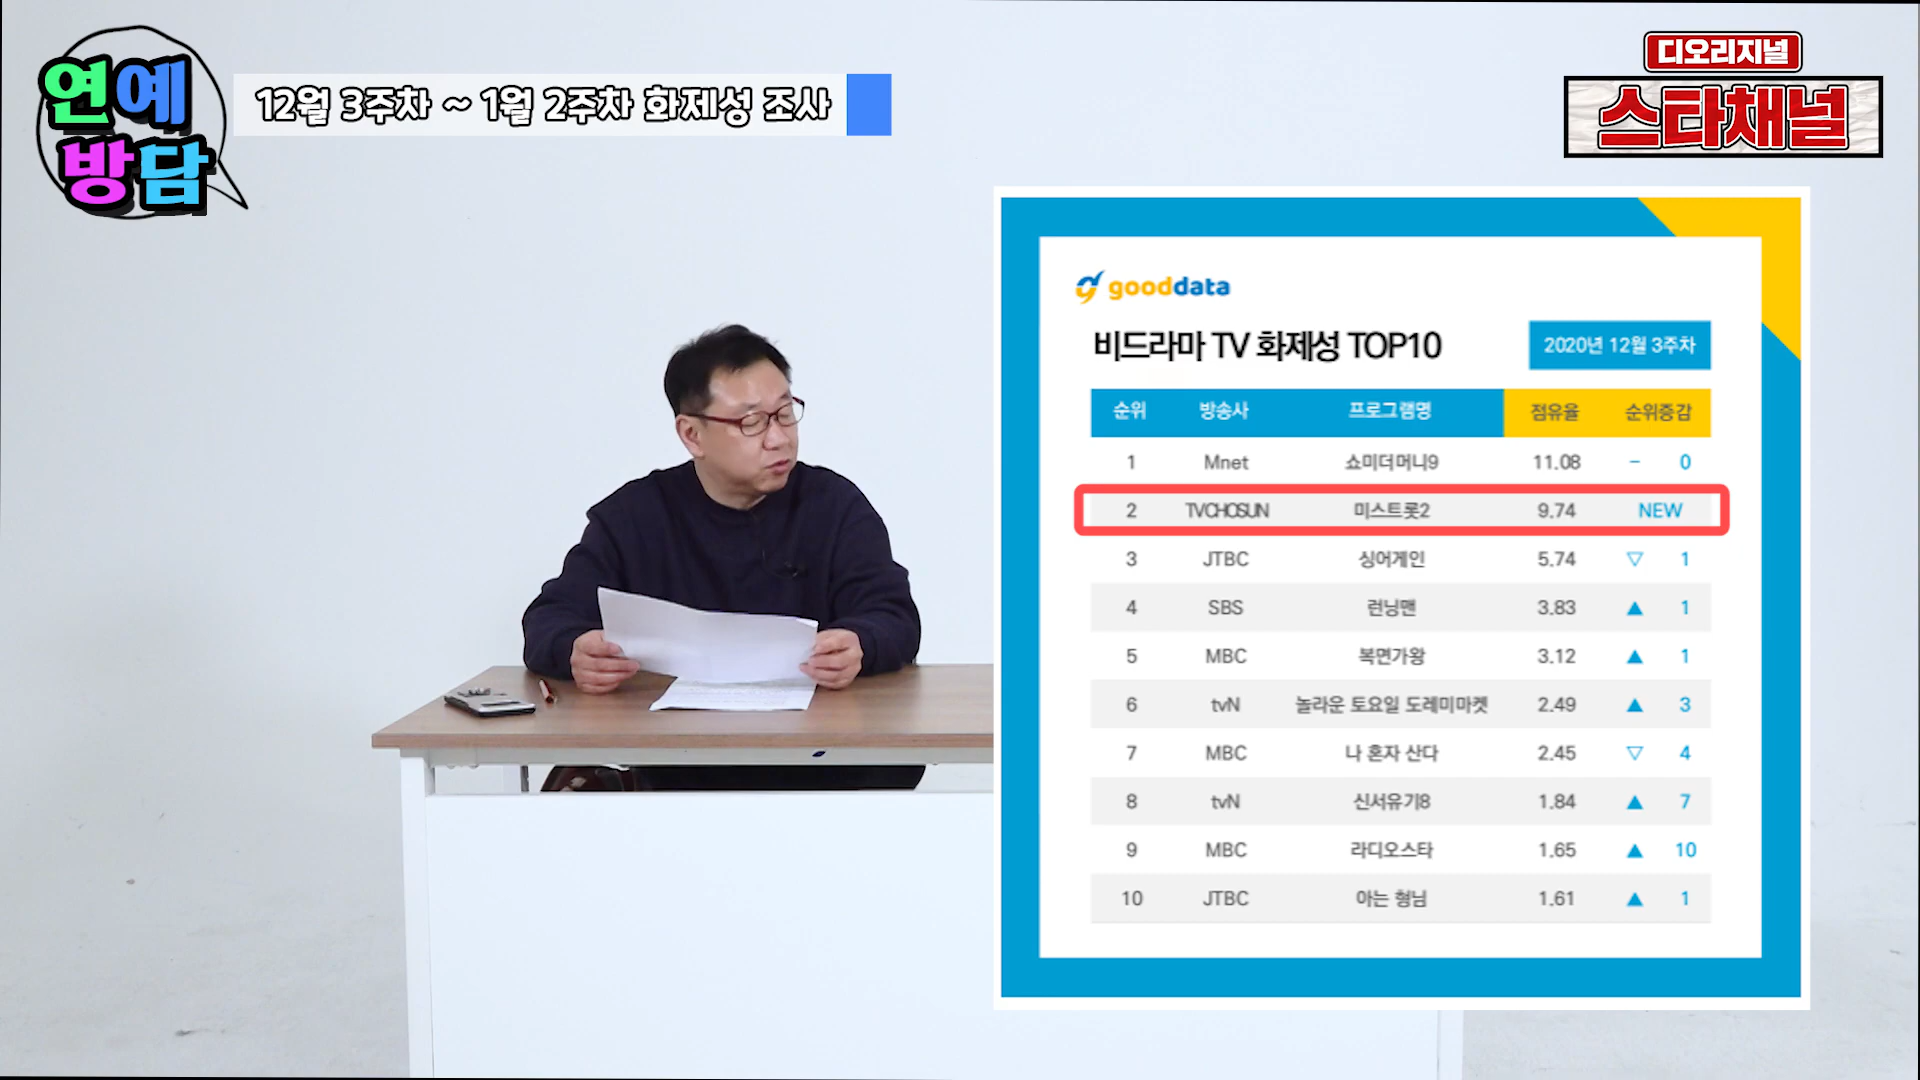 연예
방담
12월 3주차 ~ 1월 2주차 화제성 조사
디오리지널
스타채널
gooddata
비드라마 TV 화제성 TOP10
2020년 12월 3주차
순위 방송사 프로그램명 점유율 순위증감
1 Mnet 쇼미더머니9 11.08 – 0
2 TVCHOSUN 미스트롯2 9.74 NEW
3 JTBC 싱어게인 5.74 ▽ 1
4 SBS 런닝맨 3.83 ▲ 1
5 MBC 복면가왕 3.12 ▲ 1
6 tvN 놀라운 토요일 도레미마켓 2.49 ▲ 3
7 MBC 나 혼자 산다 2.45 ▽ 4
8 tvN 신서유기8 1.84 ▲ 7
9 MBC 라디오스타 1.65 ▲ 10
10 JTBC 아는 형님 1.61 ▲ 1